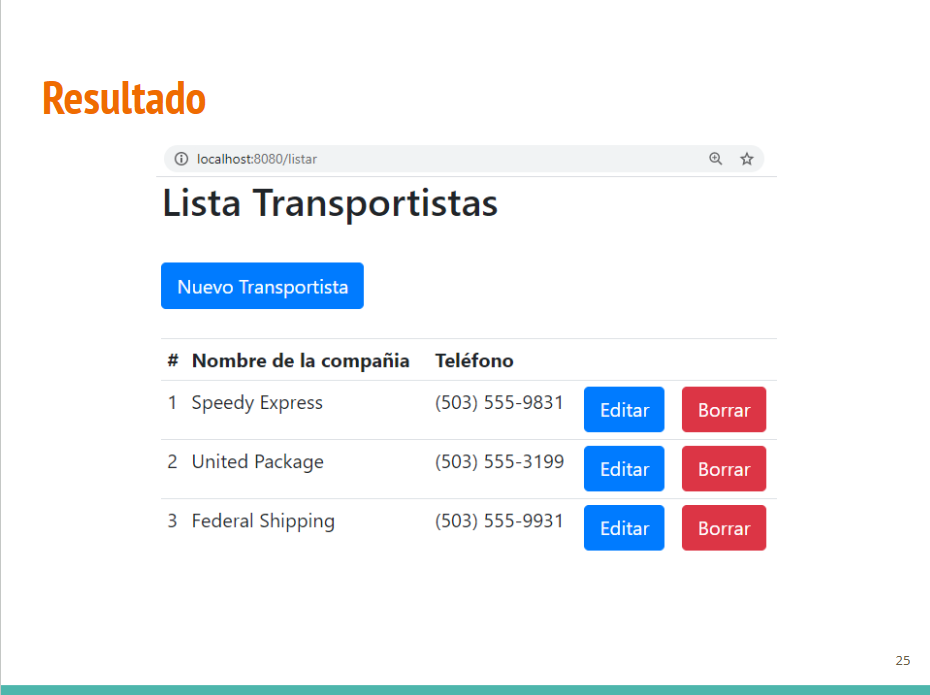 Resultado
localhost:8080/listar
Lista Transportistas
Nuevo Transportista
# Nombre de la compañia Teléfono
1 Speedy Express (503) 555-9831 Editar Borrar
2 United Package (503) 555-3199 Editar Borrar
3 Federal Shipping (503) 555-9931 Editar Borrar
25